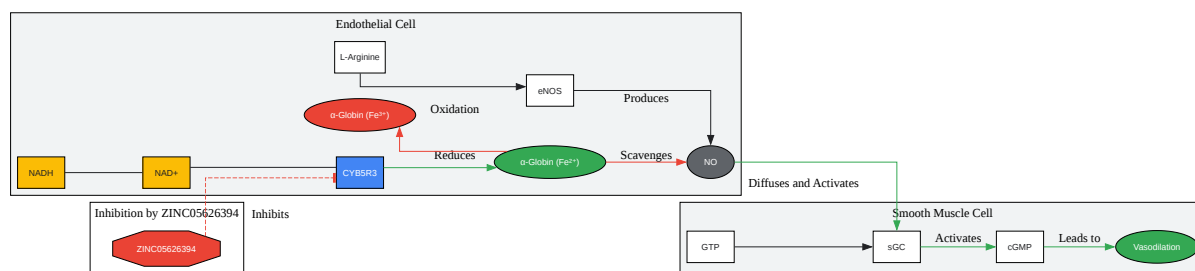 Endothelial Cell
L-Arginine
eNOS
Produces
Oxidation
α-Globin (Fe³⁺)
Reduces
α-Globin (Fe²⁺)
Scavenges
NO
NADH
NAD+
CYB5R3
Diffuses and Activates
Inhibition by ZINC05626394
Inhibits
ZINC05626394
Smooth Muscle Cell
GTP
sGC
Activates
cGMP
Leads to
Vasodilation